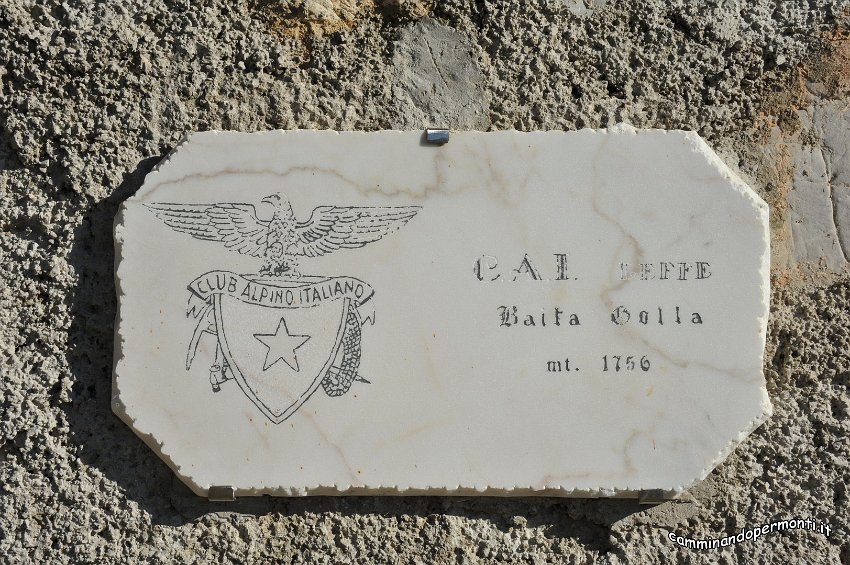 CLUB ALPINO ITALIANO
C.A.I. LEFFE
Baita Golla
mt. 1756
camminandopermonti.it